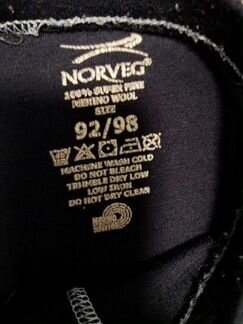 NORVEG
100% SUPER FINE
MERINO WOOL
SIZE
92/98
40
MACHINE WASH COLD
DO NOT BLEACH
TUMBLE DRY LOW
LOW IRON
DO NOT DRY CLEAN